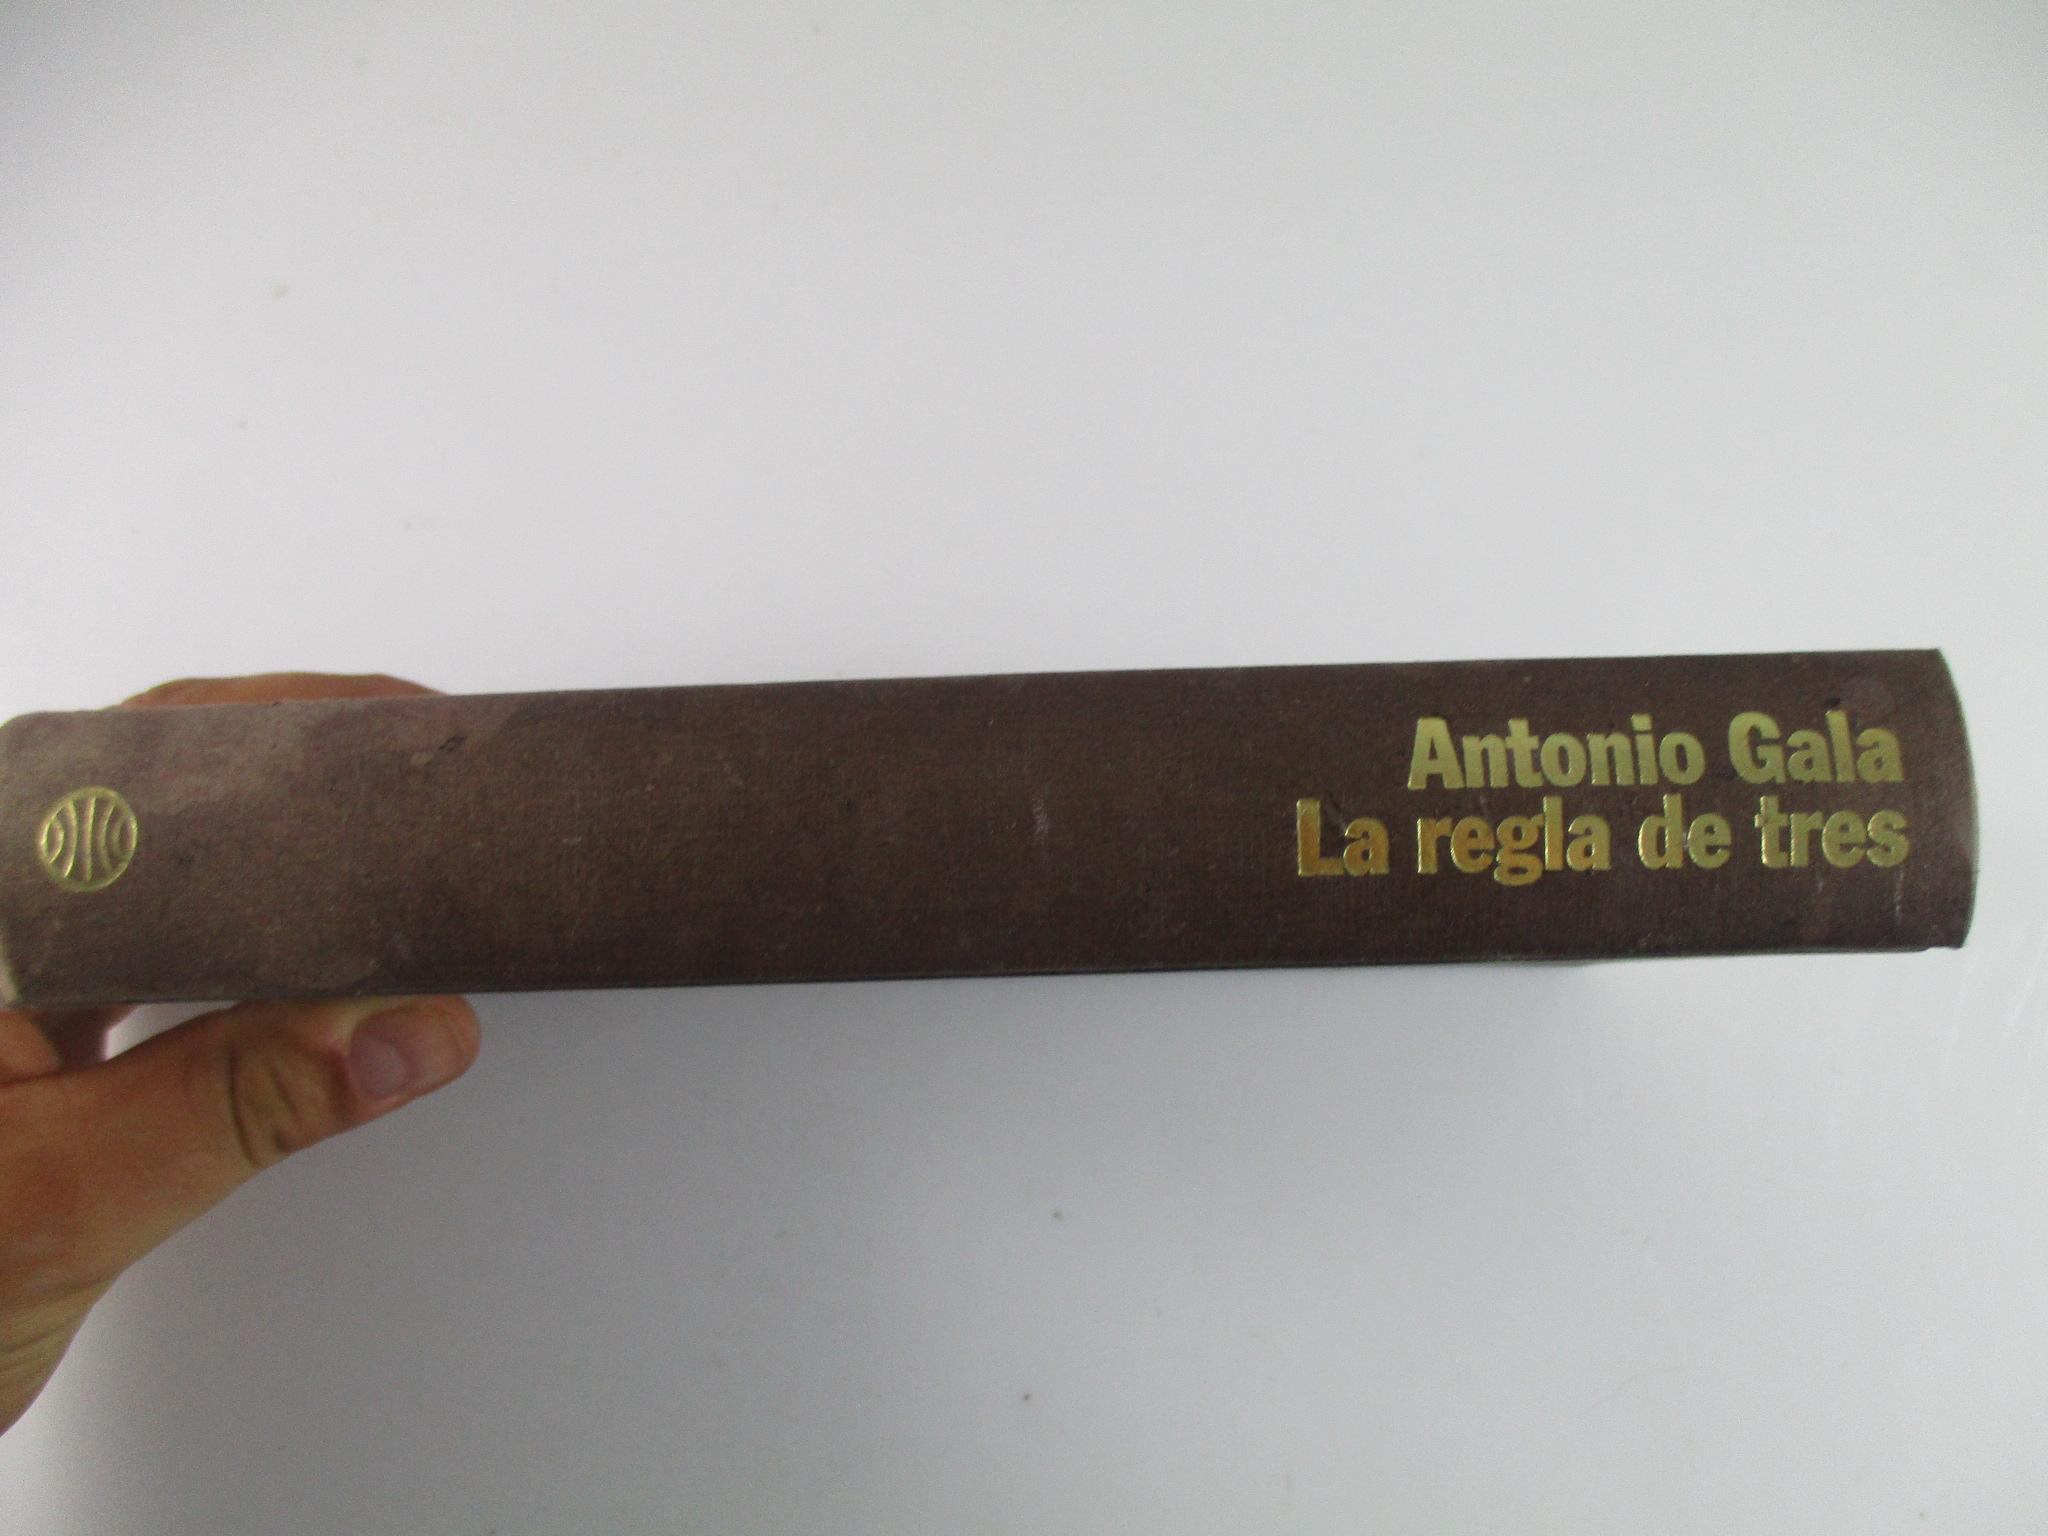 Antonio Gala
La regla de tres